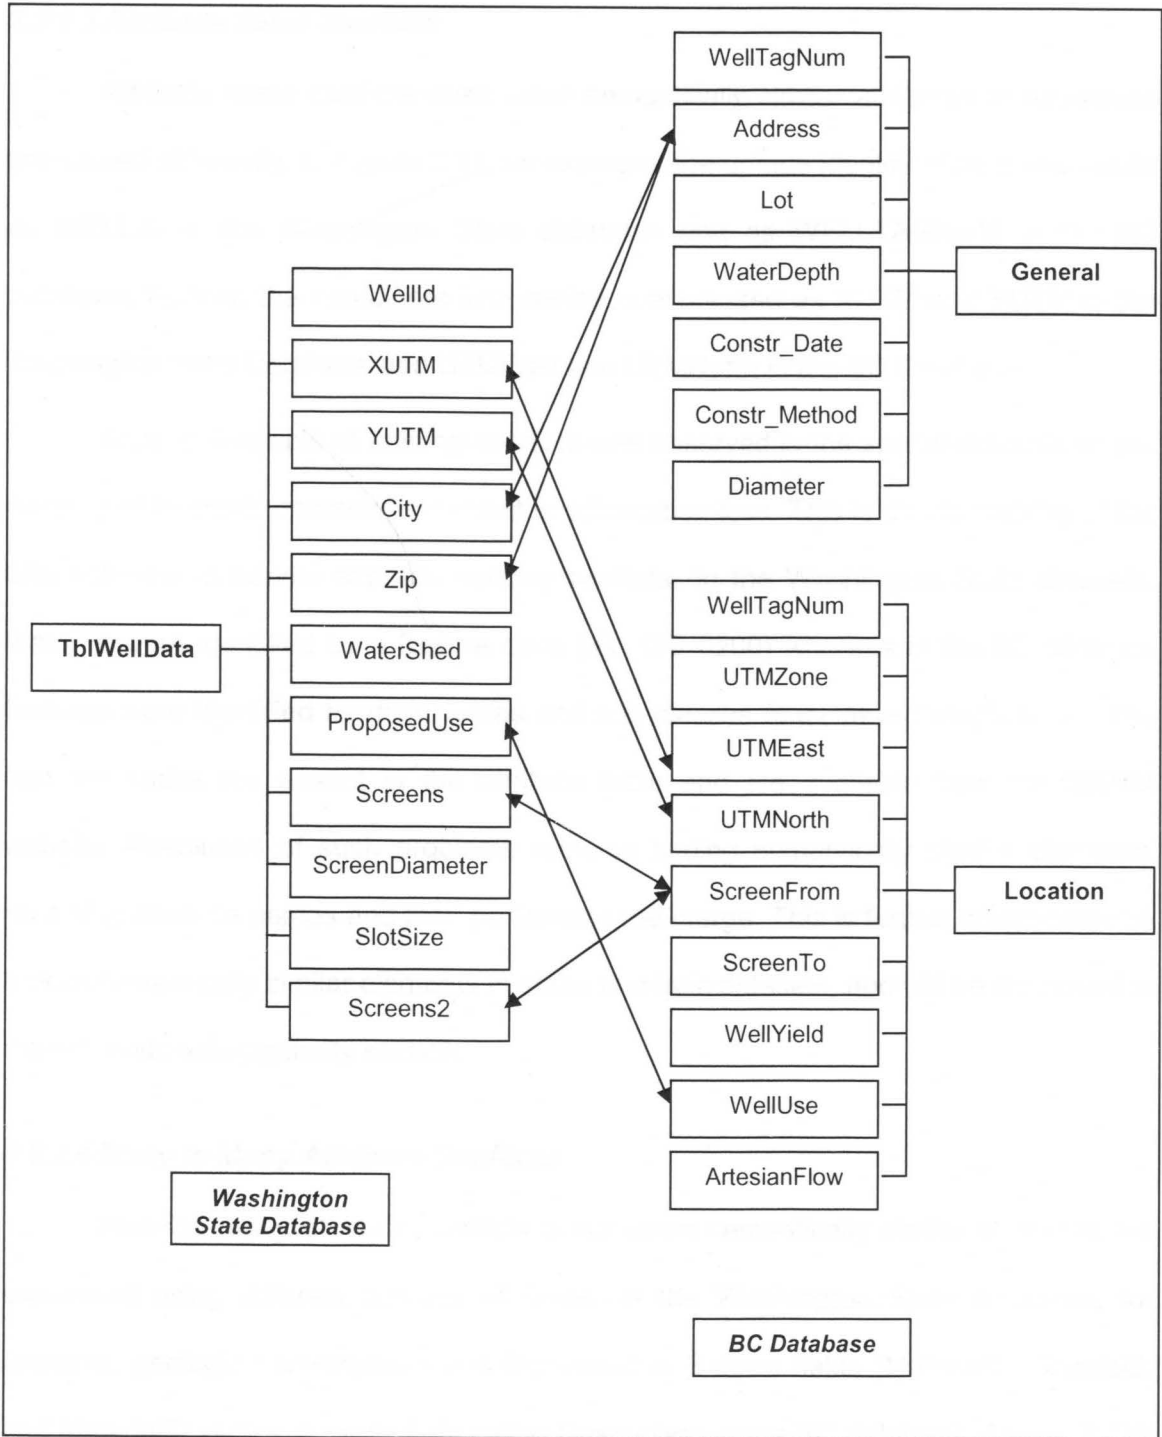 TblWellData
WellId
XUTM
YUTM
City
Zip
WaterShed
ProposedUse
Screens
ScreenDiameter
SlotSize
Screens2
Washington
State Database
WellTagNum
Address
Lot
WaterDepth
Constr_Date
Constr_Method
Diameter
General
WellTagNum
UTMZone
UTMEast
UTMNorth
ScreenFrom
ScreenTo
WellYield
WellUse
ArtesianFlow
Location
BC Database